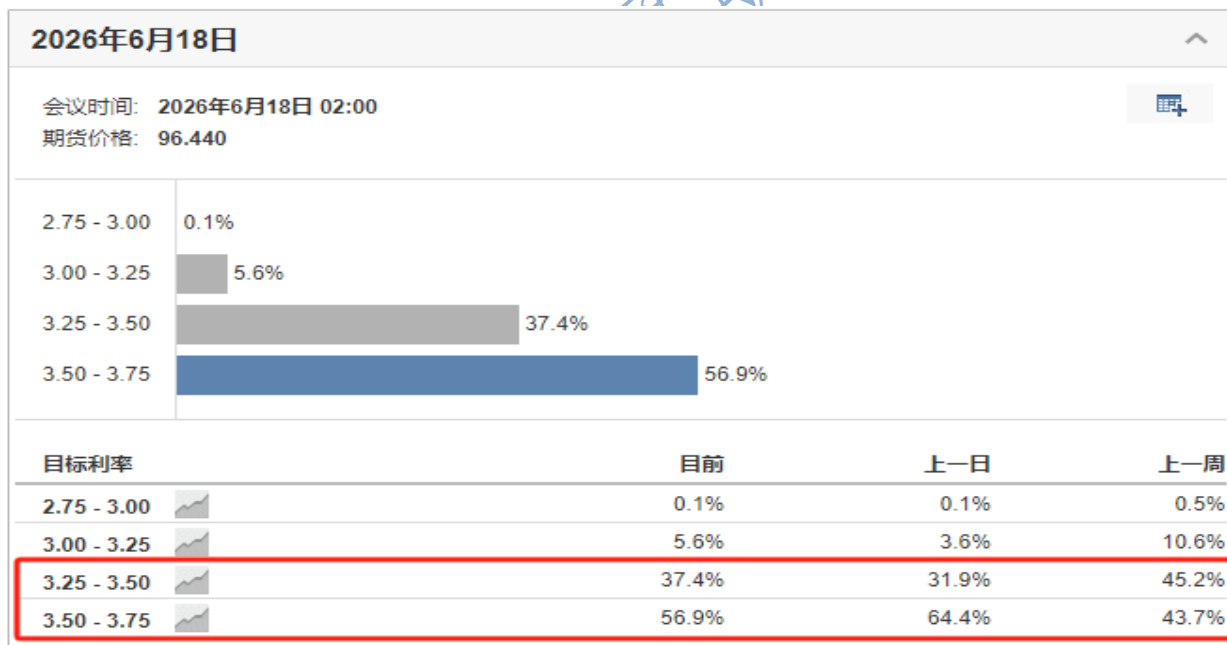 2026年6月18日
会议时间: 2026年6月18日 02:00
期货价格: 96.440
2.75 - 3.00 0.1%
3.00 - 3.25 5.6%
3.25 - 3.50 37.4%
3.50 - 3.75 56.9%
目标利率 目前 上一日 上一周
2.75 - 3.00 0.1% 0.1% 0.5%
3.00 - 3.25 5.6% 3.6% 10.6%
3.25 - 3.50 37.4% 31.9% 45.2%
3.50 - 3.75 56.9% 64.4% 43.7%